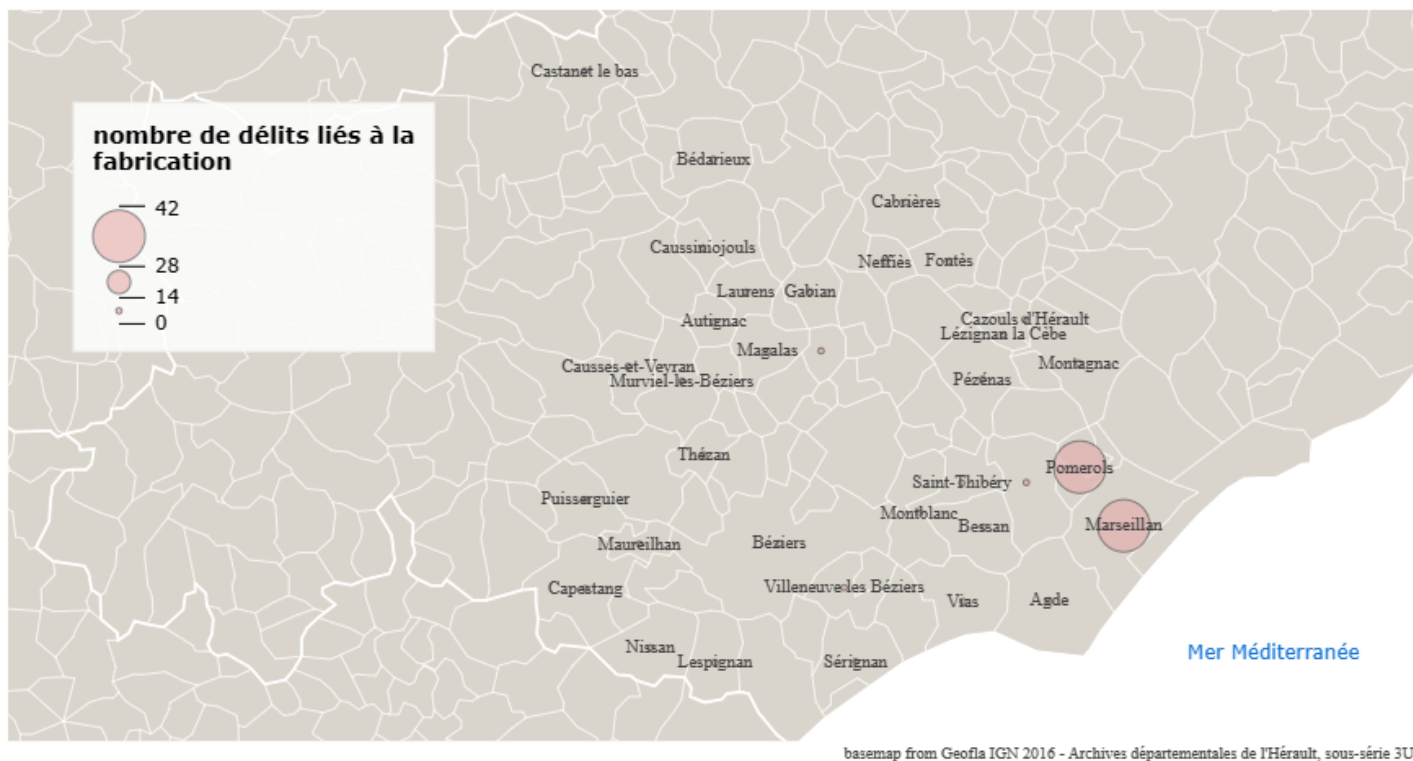 Castanet le bas
nombre de délits liés à la
fabrication
42
28
14
0
Bédarieux
Cabrières
Caussiniojouls
Neffiès
Fontès
Laurens
Gabian
Autignac
Cazouls d'Hérault
Lézignan la Cèbe
Magalas
Causses-et-Veyran
Montagnac
Murviel-les-Béziers
Pézenas
Thézan
Pomerols
Saint-Thibéry
Puisserguier
Montblanc
Bessan
Marseillan
Maureilhan
Béziers
Capestang
Villeneuve les Béziers
Vias
Agde
Nissan
Lespignan
Sérignan
Mer Méditerranée
basemap from Geofla IGN 2016 - Archives départementales de l'Hérault, sous-série 3U